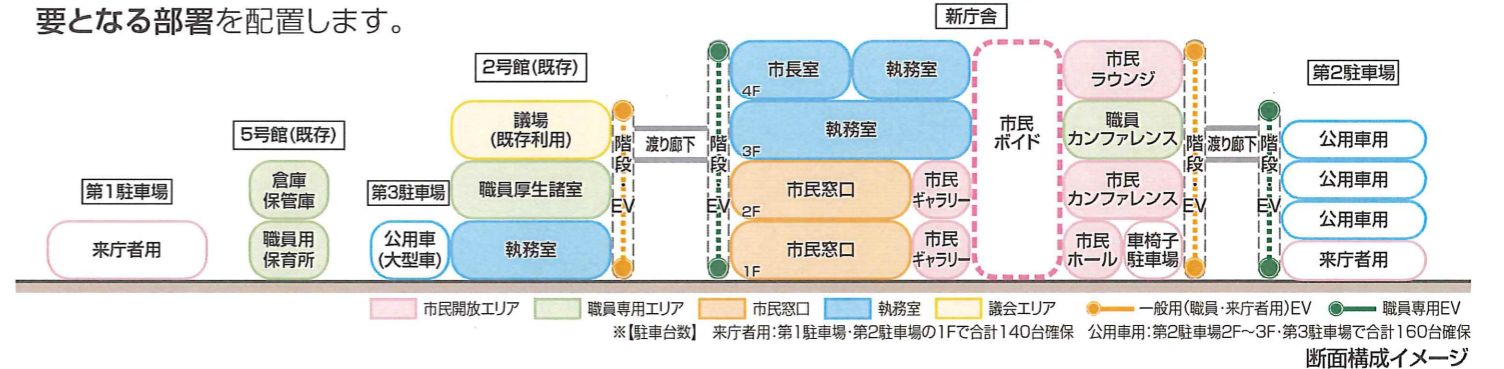 要となる部署を配置します。
新庁舎
2号館(既存)
第2駐車場
5号館(既存)
第1駐車場
第3駐車場
市長室
執務室
4F
市民
ラウンジ
議場
(既存利用)
階段・EV
渡り廊下
階段・EV
執務室
3F
市民
ボイド
職員
カンファレンス
階段・EV
渡り廊下
階段・EV
公用車用
倉庫
保管庫
職員厚生諸室
市民窓口
2F
市民
ギャラリー
市民
カンファレンス
公用車用
公用車用
来庁者用
職員用
保育所
公用車
(大型車)
執務室
市民窓口
1F
市民
ギャラリー
市民
ホール
車椅子
駐車場
来庁者用
市民開放エリア 職員専用エリア 市民窓口 執務室 議会エリア 一般用(職員・来庁者用)EV 職員専用EV
※【駐車台数】 来庁者用:第1駐車場・第2駐車場の1Fで合計140台確保 公用車用:第2駐車場2F～3F・第3駐車場で合計160台確保
断面構成イメージ